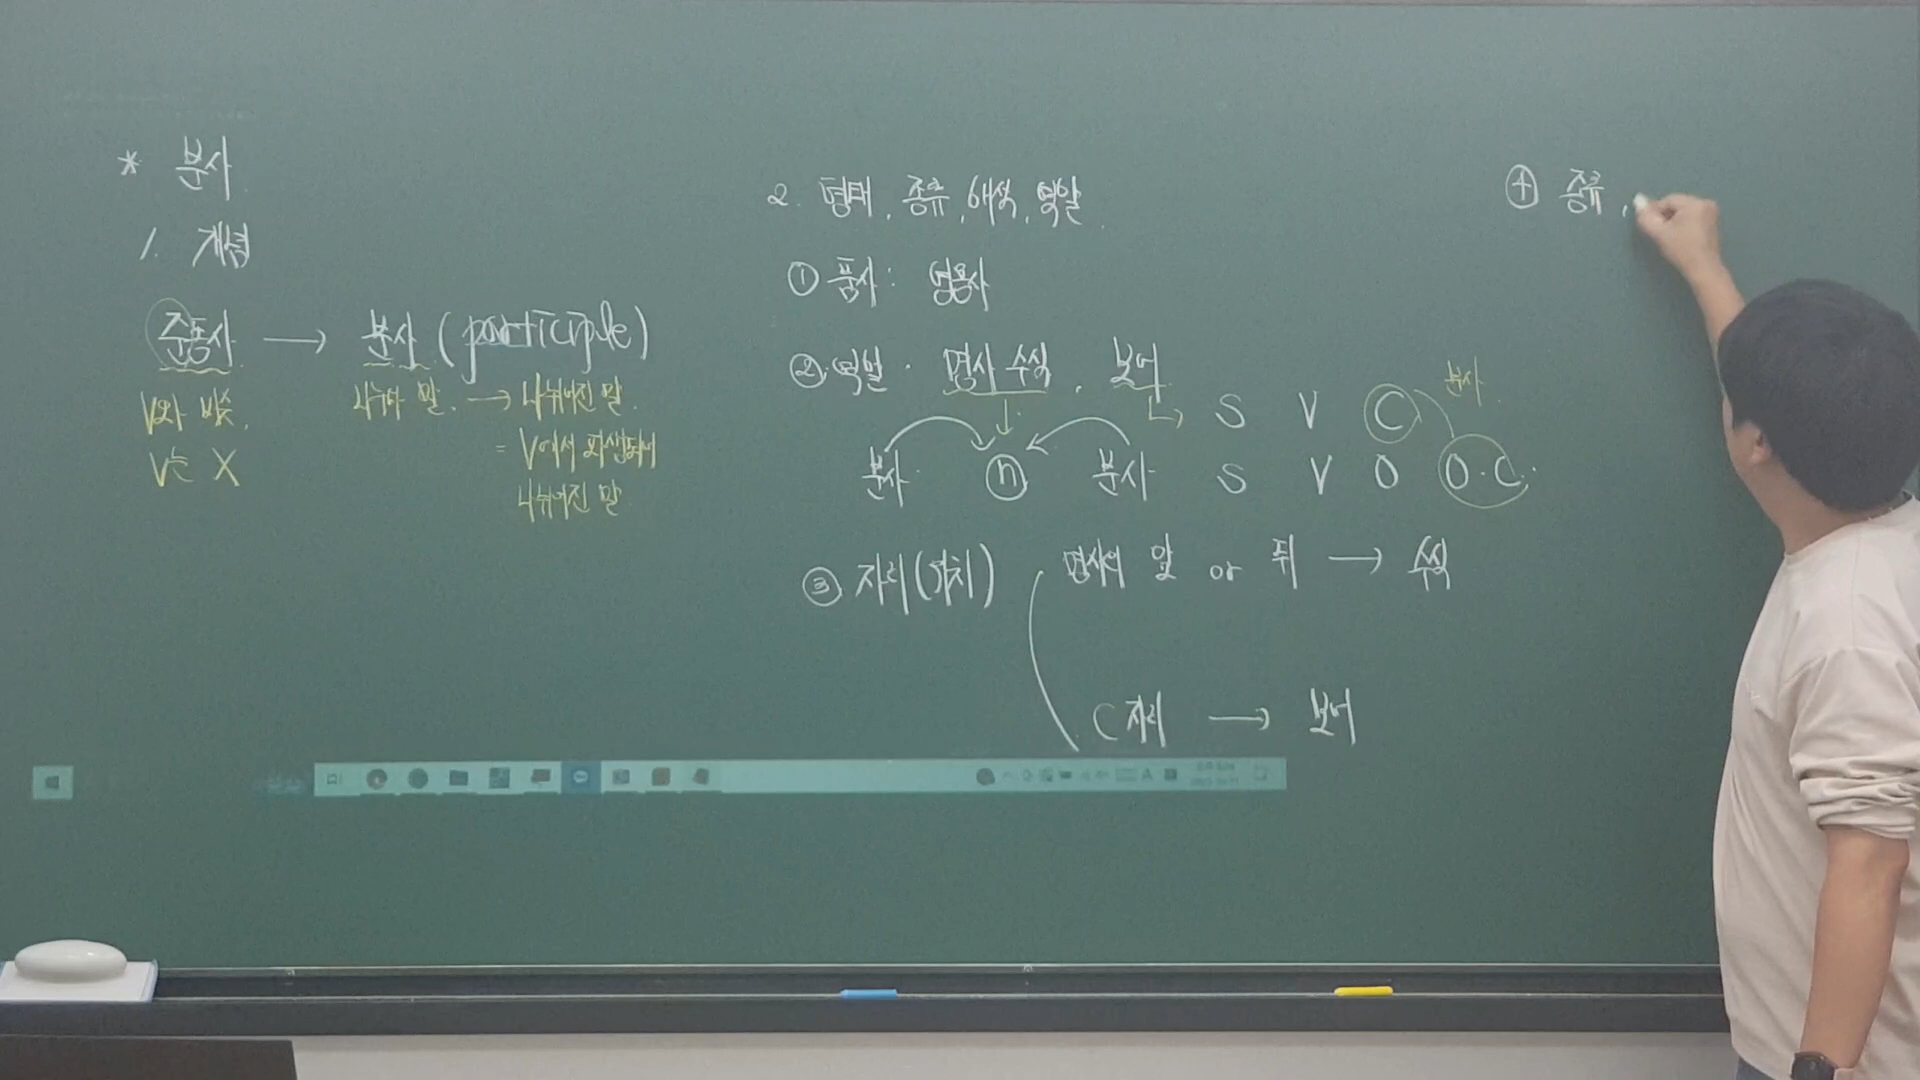 * 분사
1. 개념
준동사 → 분사 (participle)
V와 비슷, 나뉘어 말. → 나뉘어진 말.
V는 X = V에서 파생되어
나뉘어진 말
2. 형태, 종류, 해석, 역할.
① 품사: 형용사
② 역할. 명사 수식, 보어
↳ S V C 분사
분사 ⓝ 분사 S V O O.C.
③ 자리(위치) 명사의 앞 or 뒤 → 수식
C 자리 → 보어
④ 종류,